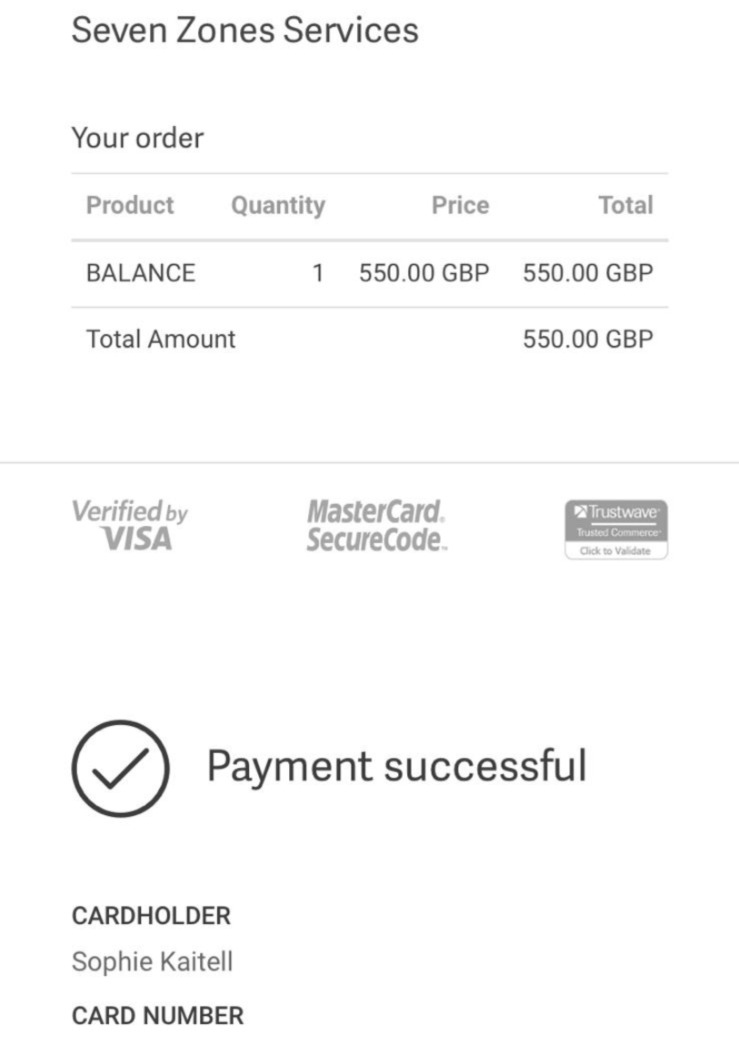 Seven Zones Services
Your order
Product Quantity Price Total
BALANCE 1 550.00 GBP 550.00 GBP
Total Amount 550.00 GBP
Verified by VISA
MasterCard. SecureCode.™
Trustwave® Trusted Commerce™ Click to Validate
Payment successful
CARDHOLDER
Sophie Kaitell
CARD NUMBER